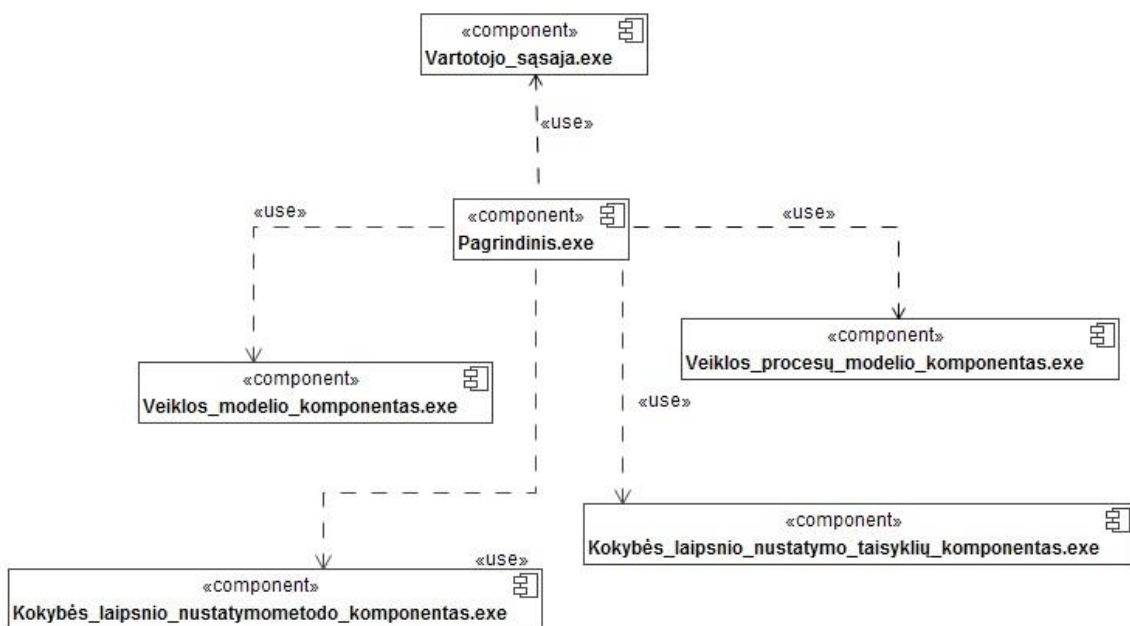 «component»
Vartotojo_sąsaja.exe
«use»
«component»
Pagrindinis.exe
«use»
«use»
«component»
Veiklos_procesų_modelio_komponentas.exe
«component»
Veiklos_modelio_komponentas.exe
«use»
«component»
Kokybės_laipsnio_nustatymo_taisyklių_komponentas.exe
«use»
«component»
Kokybės_laipsnio_nustatymometodo_komponentas.exe